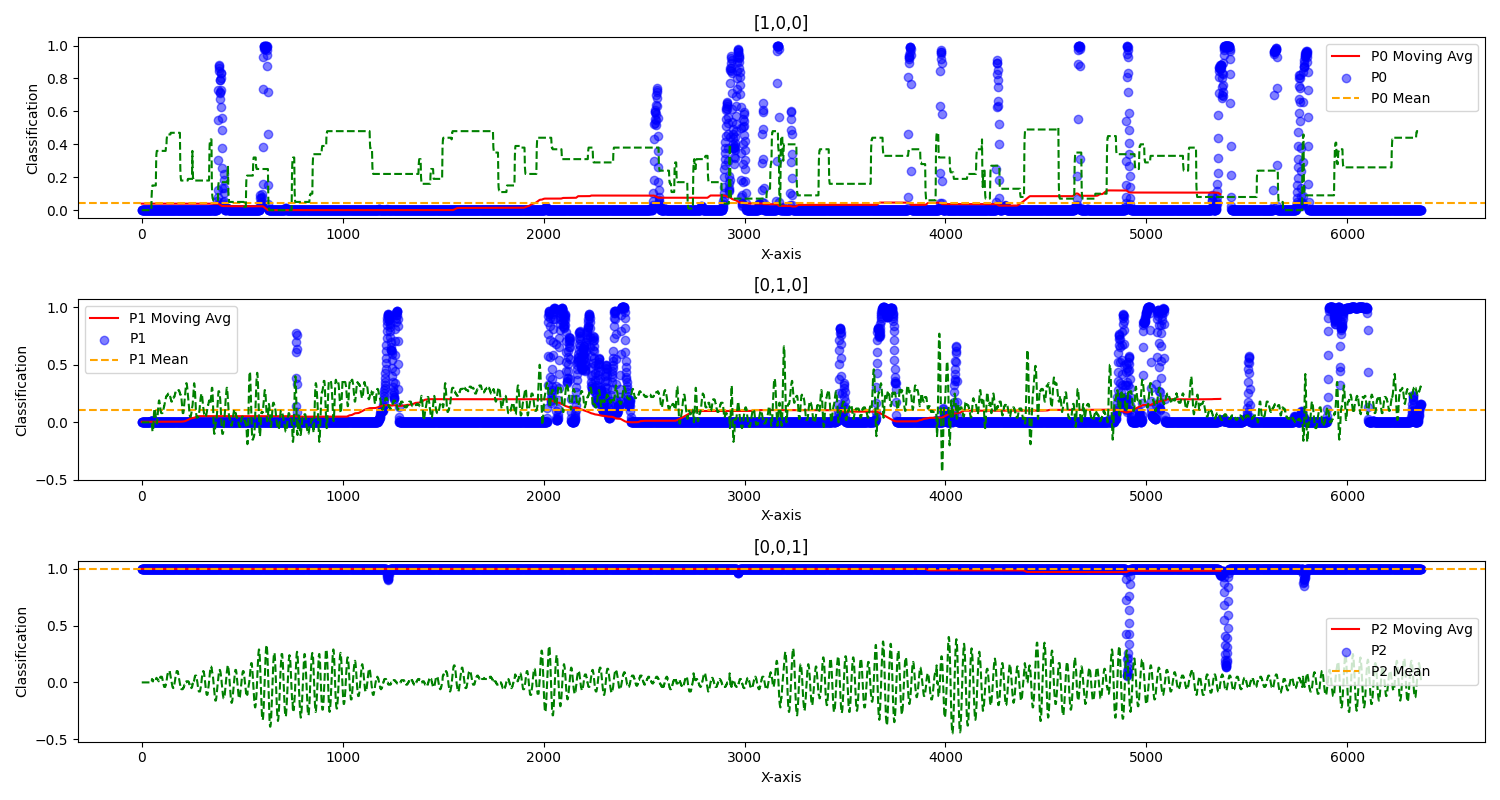 [1,0,0]
Classification
1.0
0.8
0.6
0.4
0.2
0.0
P0 Moving Avg
P0
P0 Mean
0 1000 2000 3000 4000 5000 6000
X-axis
[0,1,0]
Classification
1.0
0.5
0.0
−0.5
P1 Moving Avg
P1
P1 Mean
0 1000 2000 3000 4000 5000 6000
X-axis
[0,0,1]
Classification
1.0
0.5
0.0
−0.5
P2 Moving Avg
P2
P2 Mean
0 1000 2000 3000 4000 5000 6000
X-axis